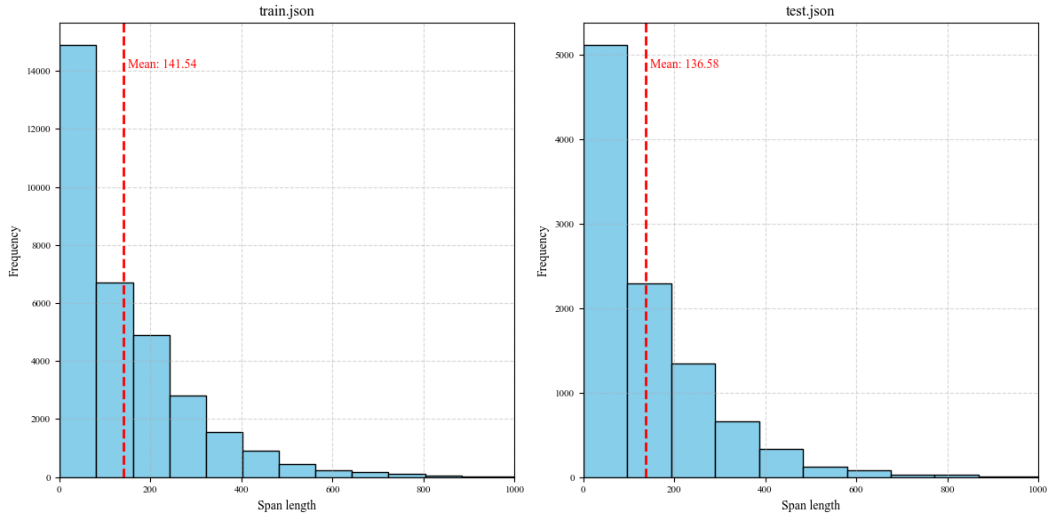 train.json
Mean: 141.54
14000
12000
10000
8000
6000
4000
2000
0
Frequency
0 200 400 600 800 1000
Span length
test.json
Mean: 136.58
5000
4000
3000
2000
1000
0
Frequency
0 200 400 600 800 1000
Span length